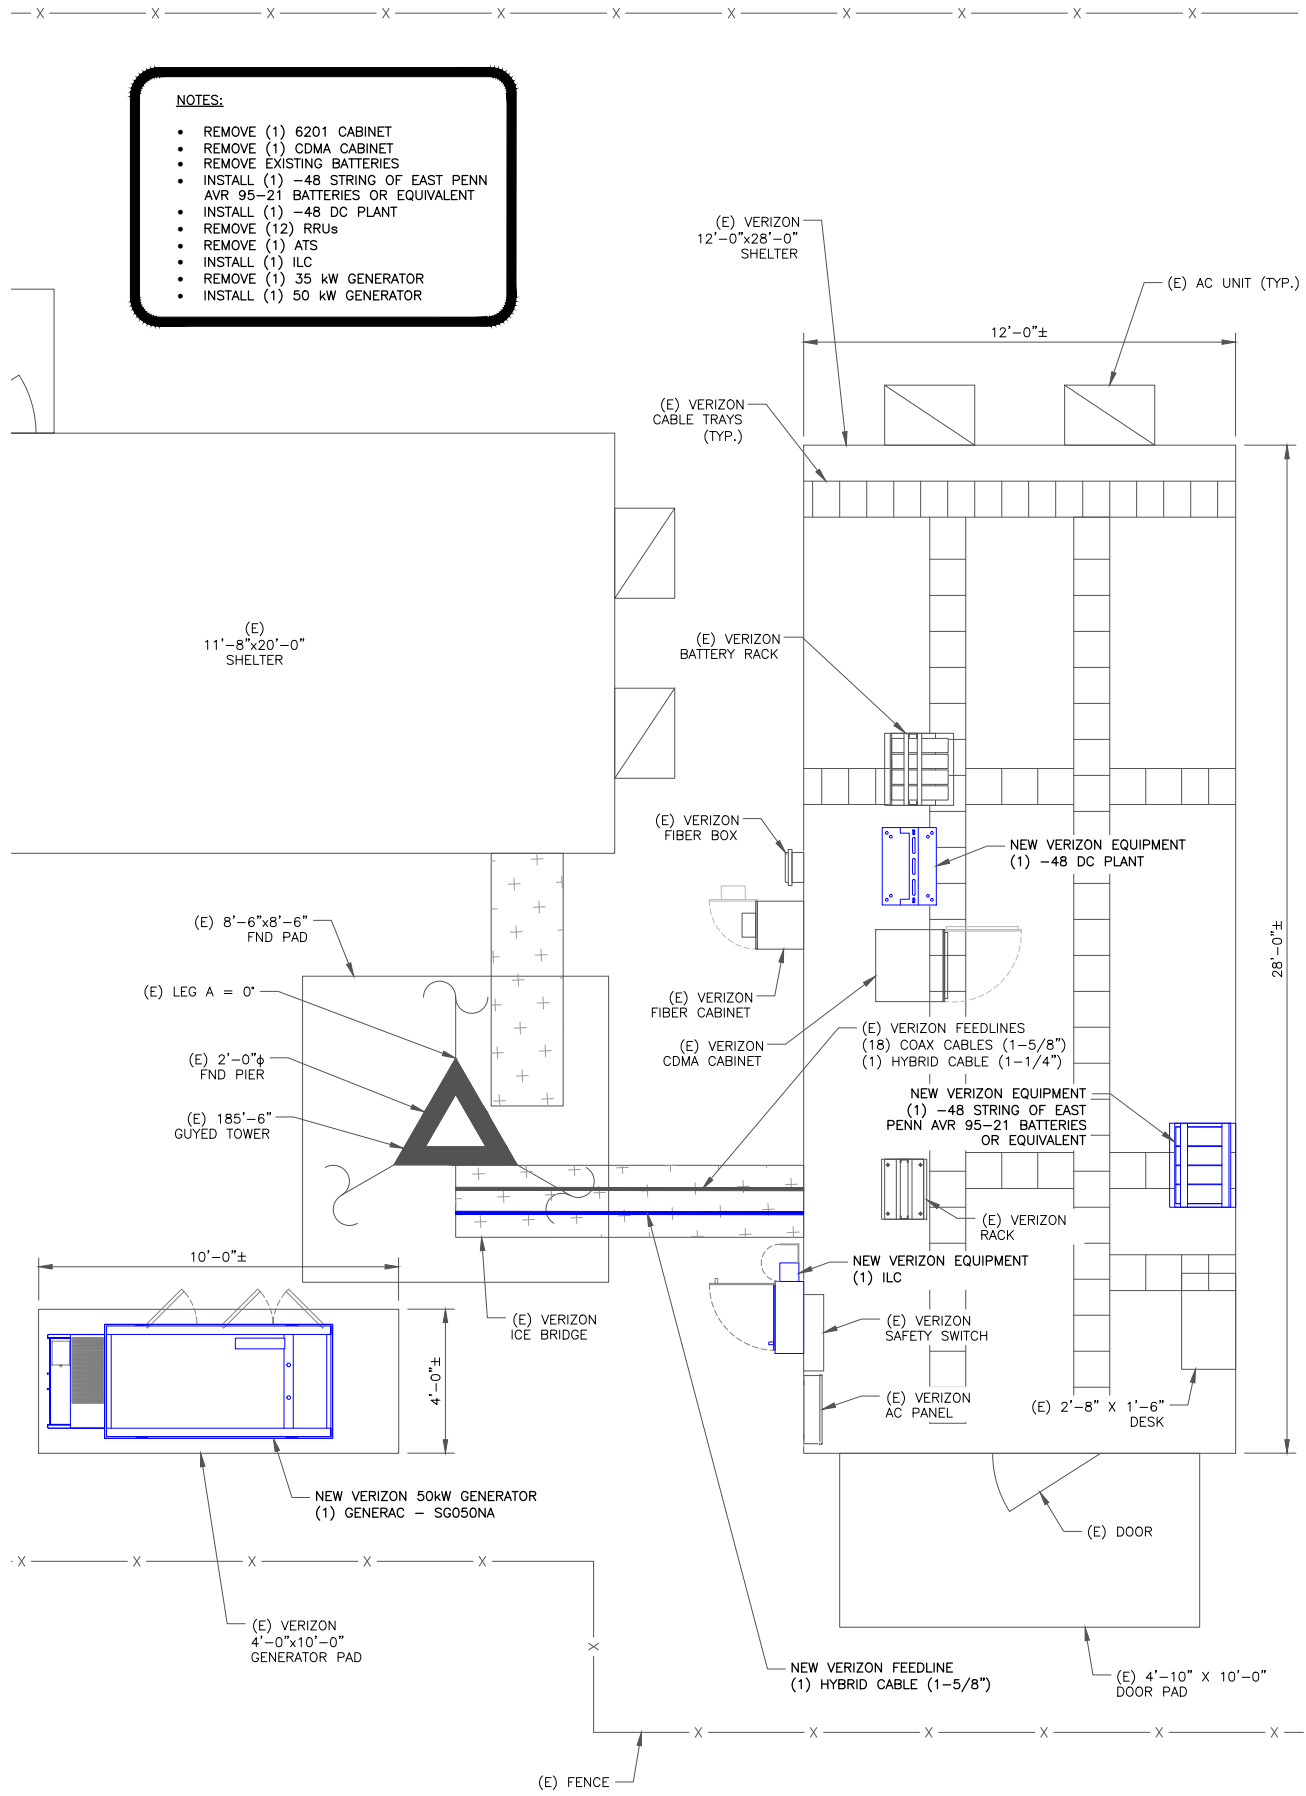 NOTES:
• REMOVE (1) 6201 CABINET
• REMOVE (1) CDMA CABINET
• REMOVE EXISTING BATTERIES
• INSTALL (1) -48 STRING OF EAST PENN
AVR 95-21 BATTERIES OR EQUIVALENT
• INSTALL (1) -48 DC PLANT
• REMOVE (12) RRUs
• REMOVE (1) ATS
• INSTALL (1) ILC
• REMOVE (1) 35 kW GENERATOR
• INSTALL (1) 50 kW GENERATOR
(E) VERIZON
12'-0"x28'-0"
SHELTER
(E) AC UNIT (TYP.)
12'-0"±
(E) VERIZON
CABLE TRAYS
(TYP.)
(E)
11'-8"x20'-0"
SHELTER
(E) VERIZON
BATTERY RACK
(E) VERIZON
FIBER BOX
NEW VERIZON EQUIPMENT
(1) -48 DC PLANT
(E) 8'-6"x8'-6"
FND PAD
28'-0"±
(E) LEG A = 0°
(E) VERIZON
FIBER CABINET
(E) VERIZON
CDMA CABINET
(E) VERIZON FEEDLINES
(18) COAX CABLES (1-5/8")
(1) HYBRID CABLE (1-1/4")
(E) 2'-0"ϕ
FND PIER
(E) 185'-6"
GUYED TOWER
NEW VERIZON EQUIPMENT
(1) -48 STRING OF EAST
PENN AVR 95-21 BATTERIES
OR EQUIVALENT
(E) VERIZON
RACK
10'-0"±
NEW VERIZON EQUIPMENT
(1) ILC
(E) VERIZON
ICE BRIDGE
(E) VERIZON
SAFETY SWITCH
4'-0"±
(E) VERIZON
AC PANEL
(E) 2'-8" X 1'-6"
DESK
NEW VERIZON 50kW GENERATOR
(1) GENERAC - SG050NA
(E) DOOR
(E) VERIZON
4'-0"x10'-0"
GENERATOR PAD
NEW VERIZON FEEDLINE
(1) HYBRID CABLE (1-5/8")
(E) 4'-10" X 10'-0"
DOOR PAD
(E) FENCE